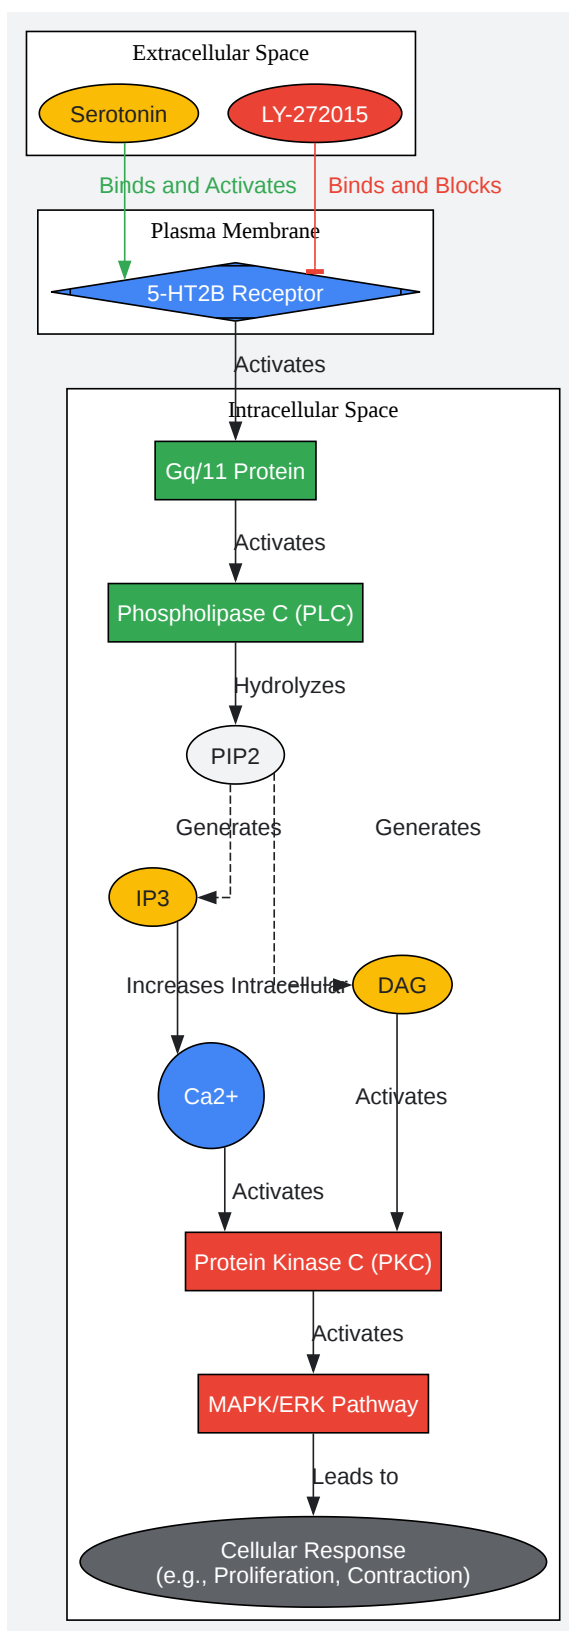 Extracellular Space
Serotonin
LY-272015
Binds and Activates
Binds and Blocks
Plasma Membrane
5-HT2B Receptor
Activates
Intracellular Space
Gq/11 Protein
Activates
Phospholipase C (PLC)
Hydrolyzes
PIP2
Generates
Generates
IP3
Increases Intracellular
DAG
Ca2+
Activates
Activates
Protein Kinase C (PKC)
Activates
MAPK/ERK Pathway
Leads to
Cellular Response
(e.g., Proliferation, Contraction)